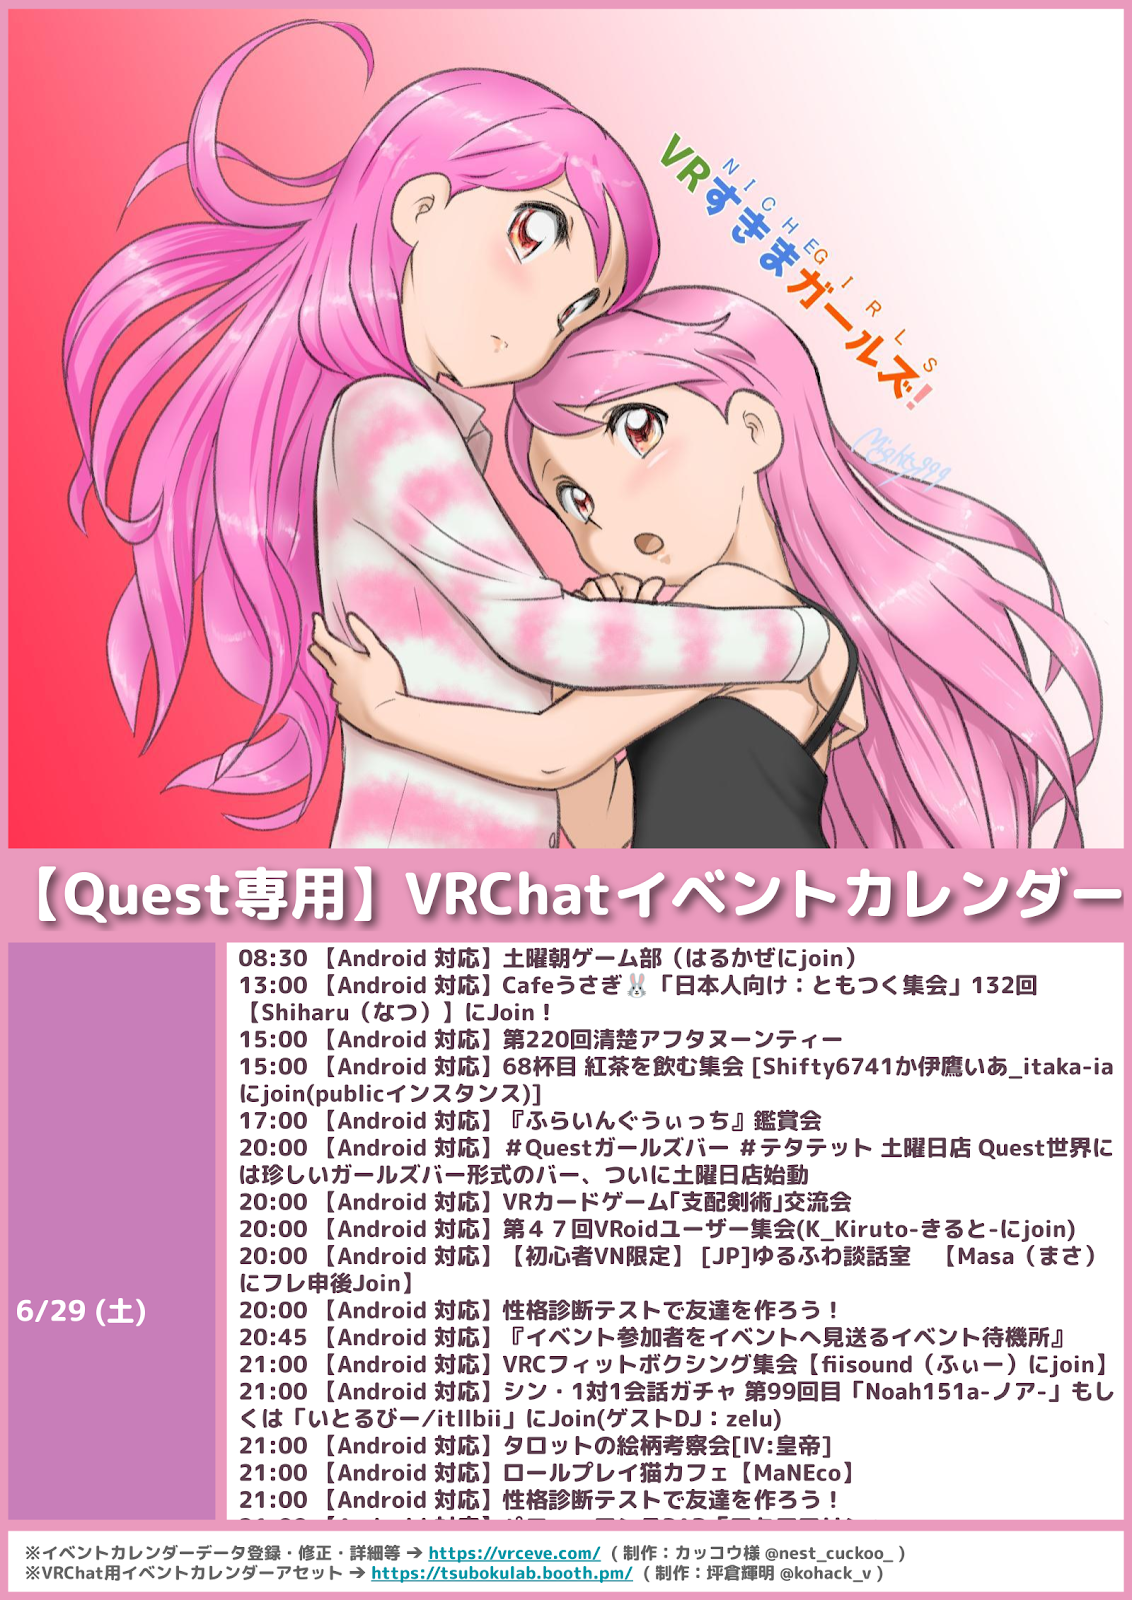 NICHE GIRLS
VRすきまガールズ!
Mighty999
【Quest専用】VRChatイベントカレンダー
6/29 (土)
08:30 【Android 対応】土曜朝ゲーム部（はるかぜにjoin）
13:00 【Android 対応】Cafeうさぎ🐰「日本人向け：ともつく集会」132回
【Shiharu（なつ）】にJoin！
15:00 【Android 対応】第220回清楚アフタヌーンティー
15:00 【Android 対応】68杯目 紅茶を飲む集会 [Shifty6741か伊鷹いあ_itaka-ia
にjoin(publicインスタンス)]
17:00 【Android 対応】『ふらいんぐうぃっち』鑑賞会
20:00 【Android 対応】＃Questガールズバー ＃テタテット 土曜日店 Quest世界に
は珍しいガールズバー形式のバー、ついに土曜日店始動
20:00 【Android 対応】VRカードゲーム｢支配剣術｣交流会
20:00 【Android 対応】第４７回VRoidユーザー集会(K_Kiruto-きると-にjoin)
20:00 【Android 対応】【初心者VN限定】 [JP]ゆるふわ談話室　【Masa（まさ）
にフレ申後Join】
20:00 【Android 対応】性格診断テストで友達を作ろう！
20:45 【Android 対応】『イベント参加者をイベントへ見送るイベント待機所』
21:00 【Android 対応】VRCフィットボクシング集会【fiisound（ふぃー）にjoin】
21:00 【Android 対応】シン・1対1会話ガチャ 第99回目「Noah151a-ノア-」もし
くは「いとるびー/itllbii」にJoin(ゲストDJ：zelu)
21:00 【Android 対応】タロットの絵柄考察会[Ⅳ:皇帝]
21:00 【Android 対応】ロールプレイ猫カフェ【MaNEco】
21:00 【Android 対応】性格診断テストで友達を作ろう！
※イベントカレンダーデータ登録・修正・詳細等 ➔ https://vrceve.com/ （制作：カッコウ様 @nest_cuckoo_ ）
※VRChat用イベントカレンダーアセット ➔ https://tsubokulab.booth.pm/ （制作：坪倉輝明 @kohack_v ）